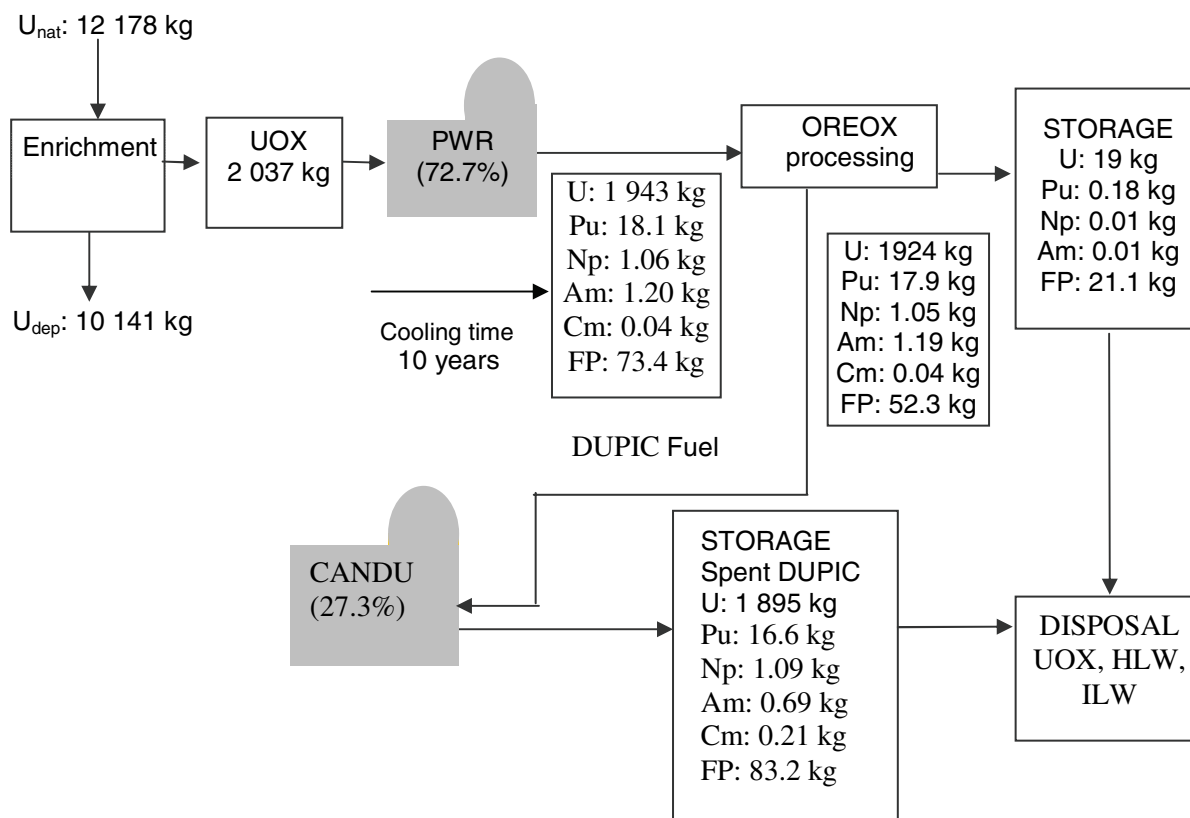 Unat: 12 178 kg
Enrichment
Udep: 10 141 kg
UOX
2 037 kg
PWR
(72.7%)
Cooling time
10 years
U: 1 943 kg
Pu: 18.1 kg
Np: 1.06 kg
Am: 1.20 kg
Cm: 0.04 kg
FP: 73.4 kg
OREOX
processing
U: 1924 kg
Pu: 17.9 kg
Np: 1.05 kg
Am: 1.19 kg
Cm: 0.04 kg
FP: 52.3 kg
STORAGE
U: 19 kg
Pu: 0.18 kg
Np: 0.01 kg
Am: 0.01 kg
FP: 21.1 kg
DUPIC Fuel
CANDU
(27.3%)
STORAGE
Spent DUPIC
U: 1 895 kg
Pu: 16.6 kg
Np: 1.09 kg
Am: 0.69 kg
Cm: 0.21 kg
FP: 83.2 kg
DISPOSAL
UOX, HLW,
ILW